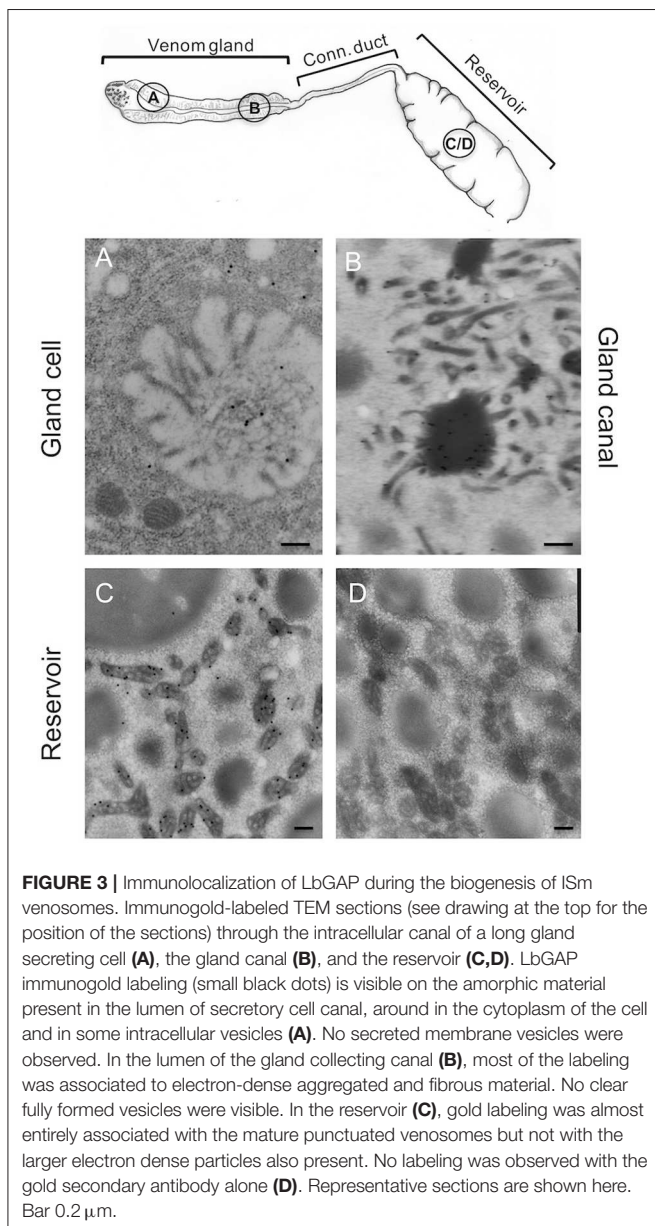 Venom gland
Conn. duct
Reservoir
A
B
C/D
A
B
Gland cell
Gland canal
C
D
Reservoir
FIGURE 3 | Immunolocalization of LbGAP during the biogenesis of ISm
venosomes. Immunogold-labeled TEM sections (see drawing at the top for the
position of the sections) through the intracellular canal of a long gland
secreting cell (A), the gland canal (B), and the reservoir (C,D). LbGAP
immunogold labeling (small black dots) is visible on the amorphic material
present in the lumen of secretory cell canal, around in the cytoplasm of the cell
and in some intracellular vesicles (A). No secreted membrane vesicles were
observed. In the lumen of the gland collecting canal (B), most of the labeling
was associated to electron-dense aggregated and fibrous material. No clear
fully formed vesicles were visible. In the reservoir (C), gold labeling was almost
entirely associated with the mature punctuated venosomes but not with the
larger electron dense particles also present. No labeling was observed with the
gold secondary antibody alone (D). Representative sections are shown here.
Bar 0.2 μm.